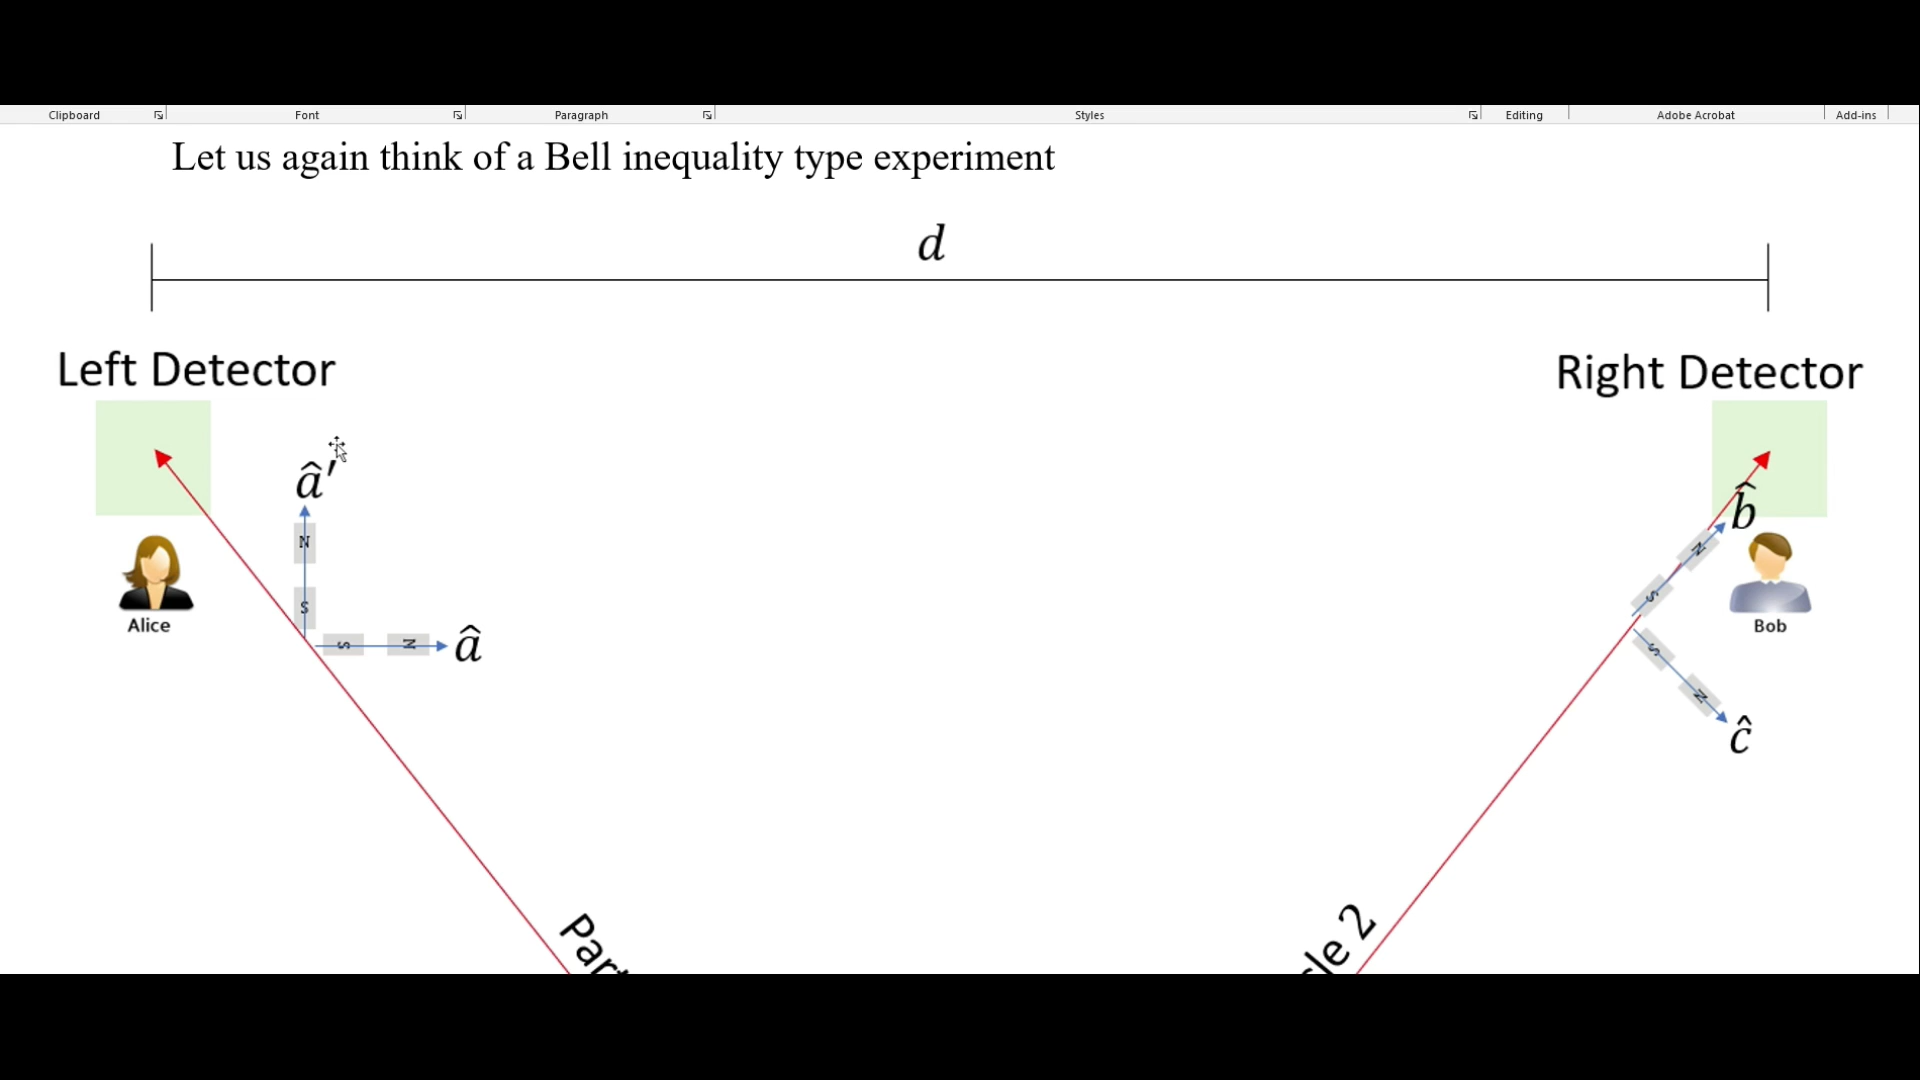 Clipboard Font Paragraph Styles Editing Adobe Acrobat Add-ins
Let us again think of a Bell inequality type experiment
d
Left Detector
Right Detector
â′
b̂
N
S
S N
â
N
S
S
N
ĉ
Alice
Bob
cle 2